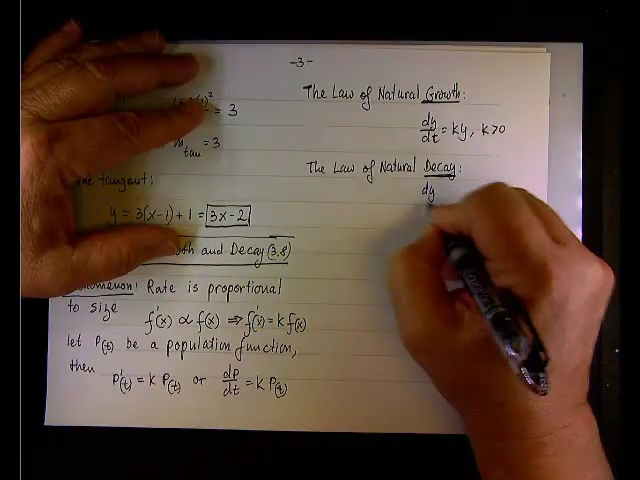 -3-
= 3
m_tan = 3
tangent:
y = 3(x-1) + 1 = 3x-2
and Decay (3.8)
Rate is proportional
to size f'(x) ∝ f(x) ⇒ f'(x) = k f(x)
let P(t) be a population function,
then P'(t) = k P(t) or dP/dt = k P(t)
The Law of Natural Growth:
dy/dt = ky, k>0
The Law of Natural Decay:
dy